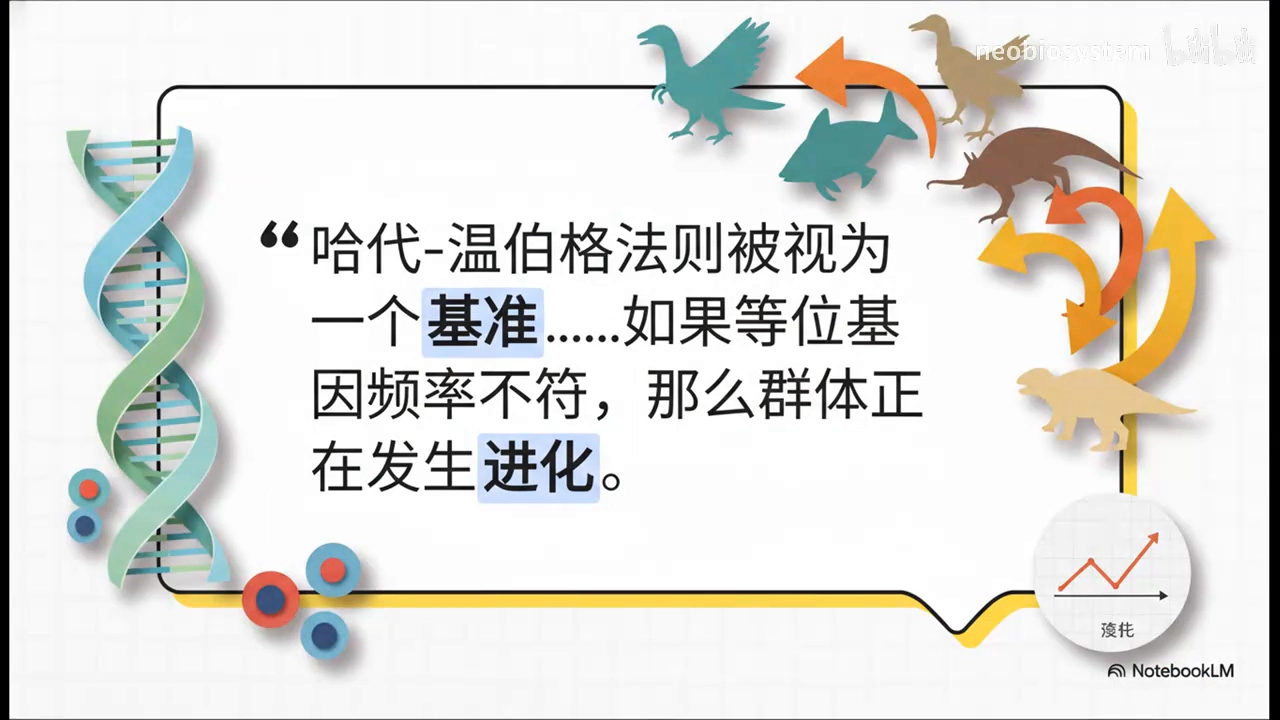 neobiosystem bilibili
“哈代-温伯格法则被视为
一个基准……如果等位基
因频率不符，那么群体正
在发生进化。
NotebookLM